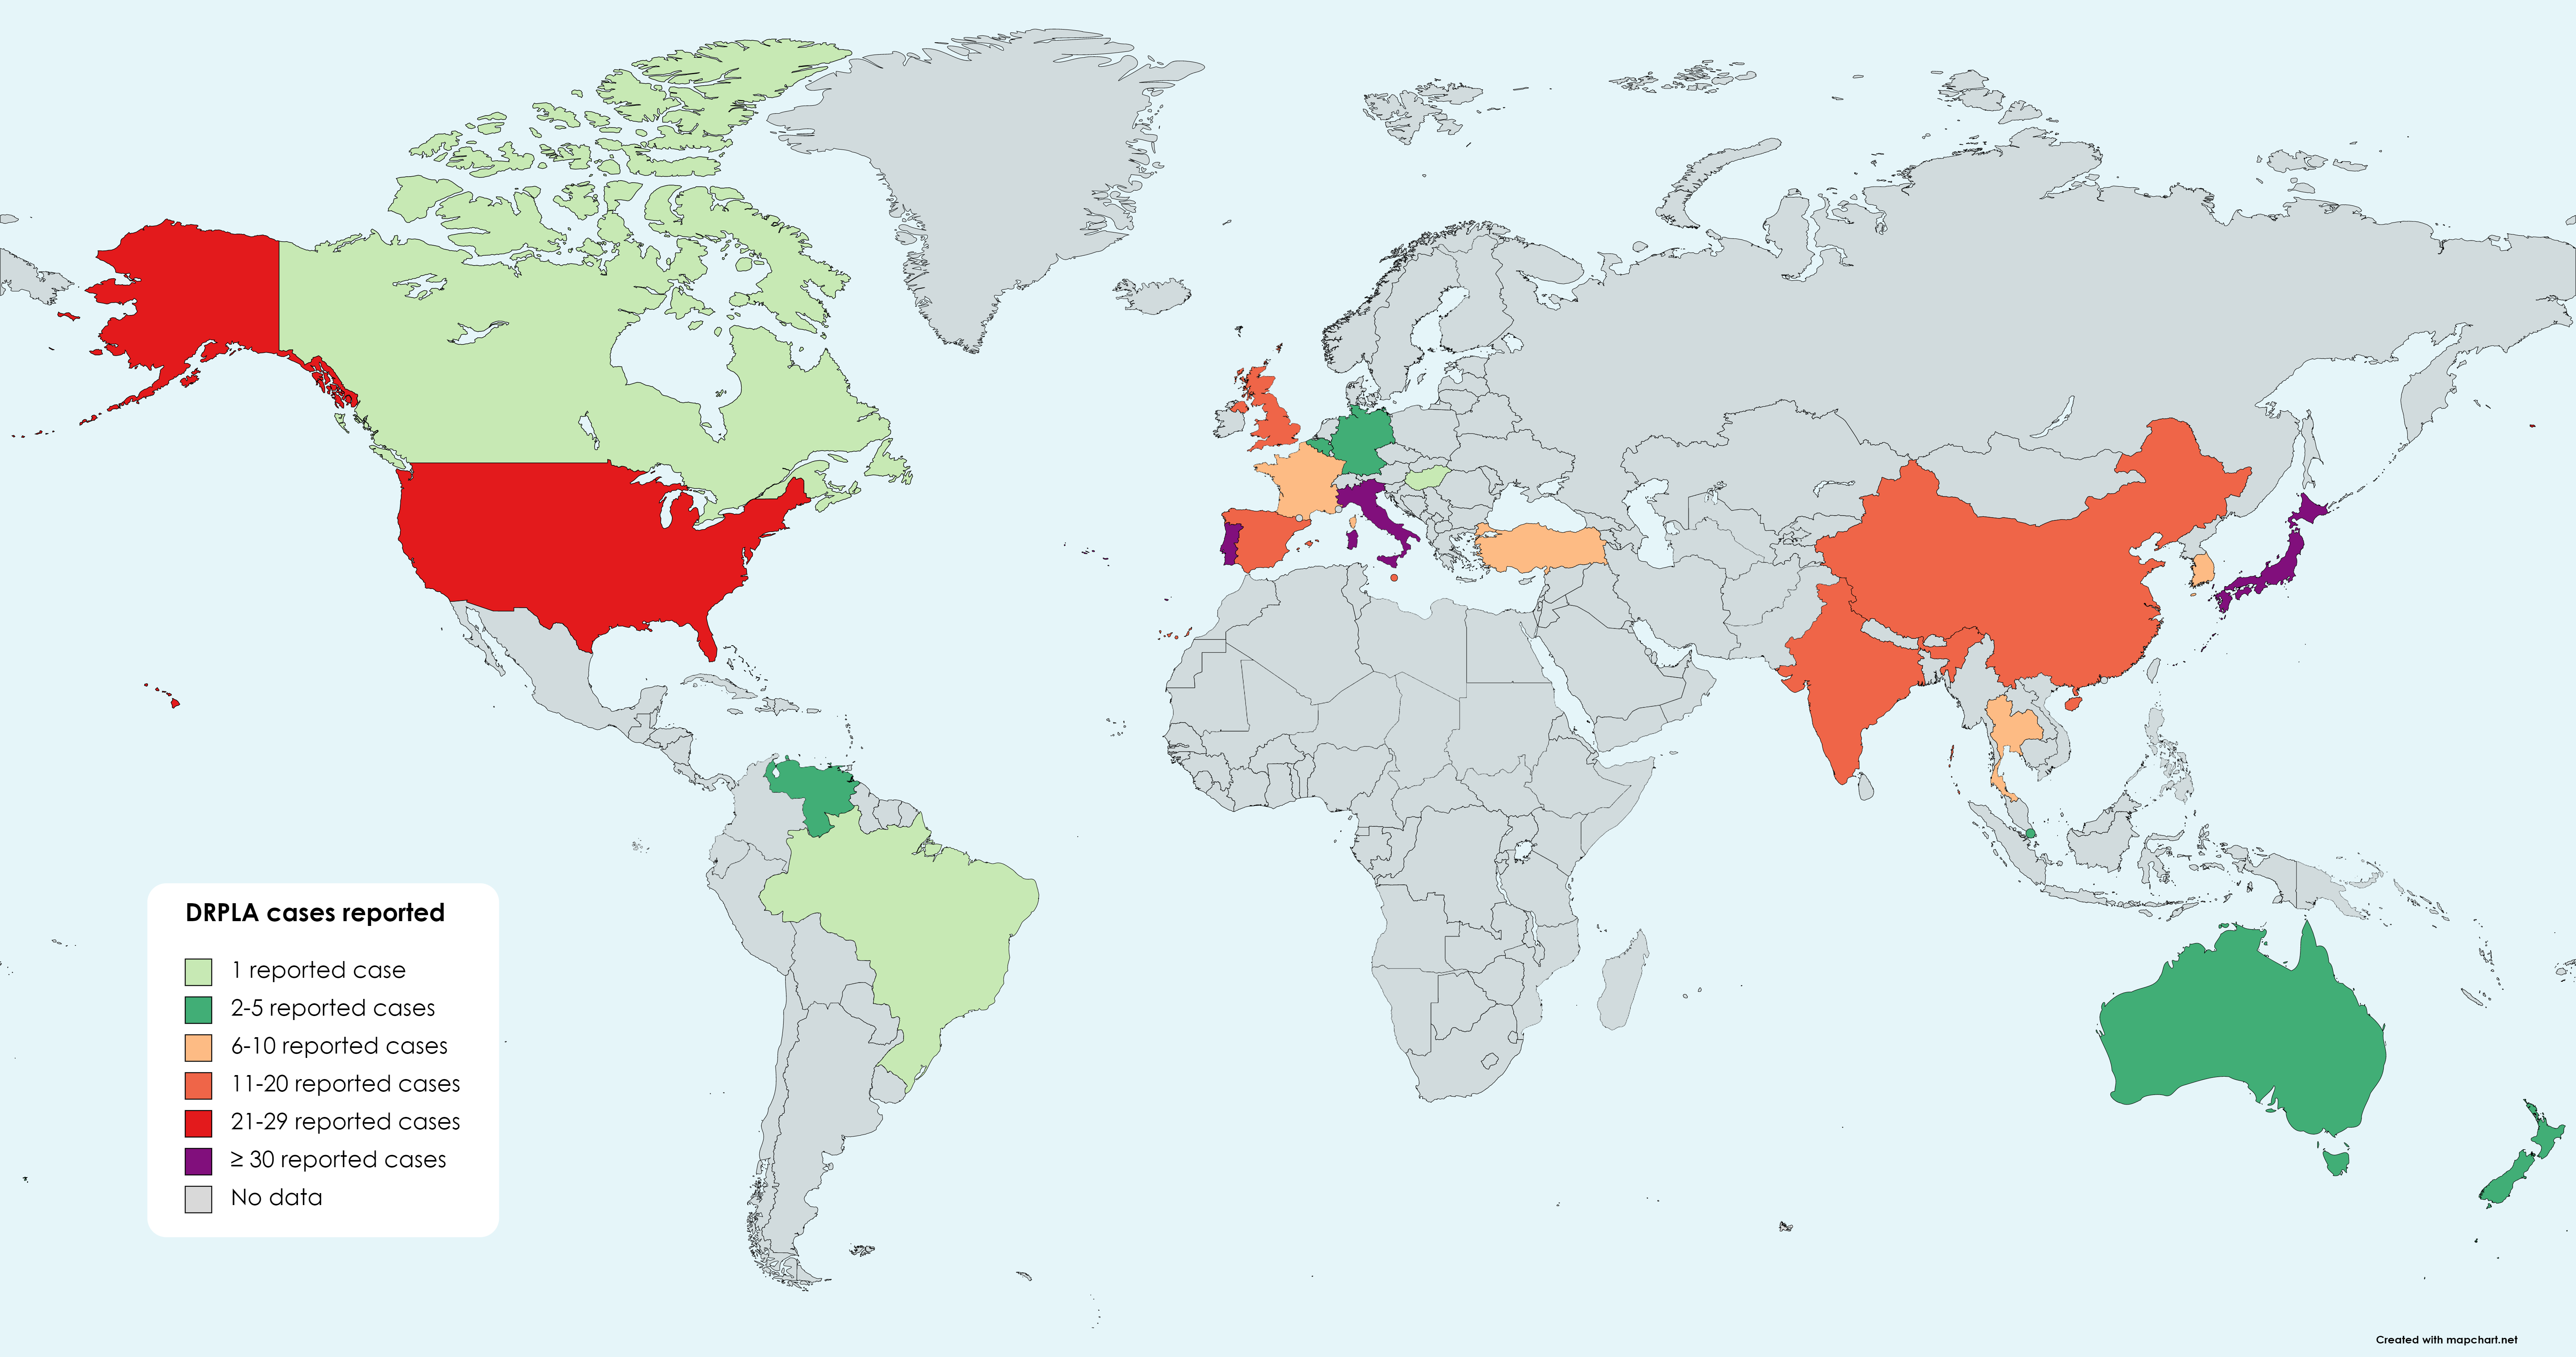 DRPLA cases reported
1 reported case
2-5 reported cases
6-10 reported cases
11-20 reported cases
21-29 reported cases
≥ 30 reported cases
No data
Created with mapchart.net